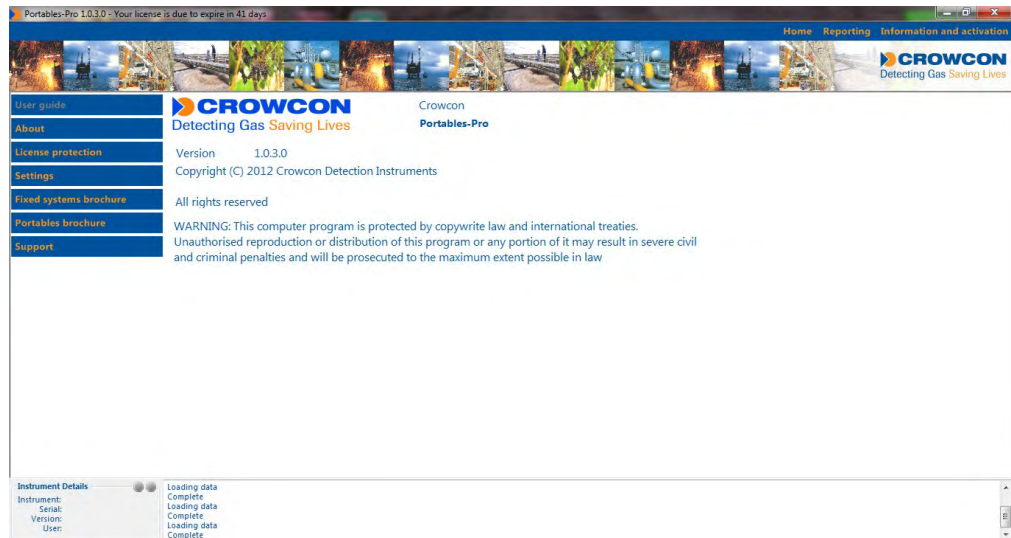 Portables-Pro 1.0.3.0 - Your license is due to expire in 41 days
Home Reporting Information and activation
CROWCON
Detecting Gas Saving Lives
User guide
About
License protection
Settings
Fixed systems brochure
Portables brochure
Support
CROWCON
Detecting Gas Saving Lives
Crowcon
Portables-Pro
Version 1.0.3.0
Copyright (C) 2012 Crowcon Detection Instruments
All rights reserved
WARNING: This computer program is protected by copywrite law and international treaties.
Unauthorised reproduction or distribution of this program or any portion of it may result in severe civil
and criminal penalties and will be prosecuted to the maximum extent possible in law
Instrument Details
Instrument:
Serial:
Version:
User:
Loading data
Complete
Loading data
Complete
Loading data
Complete